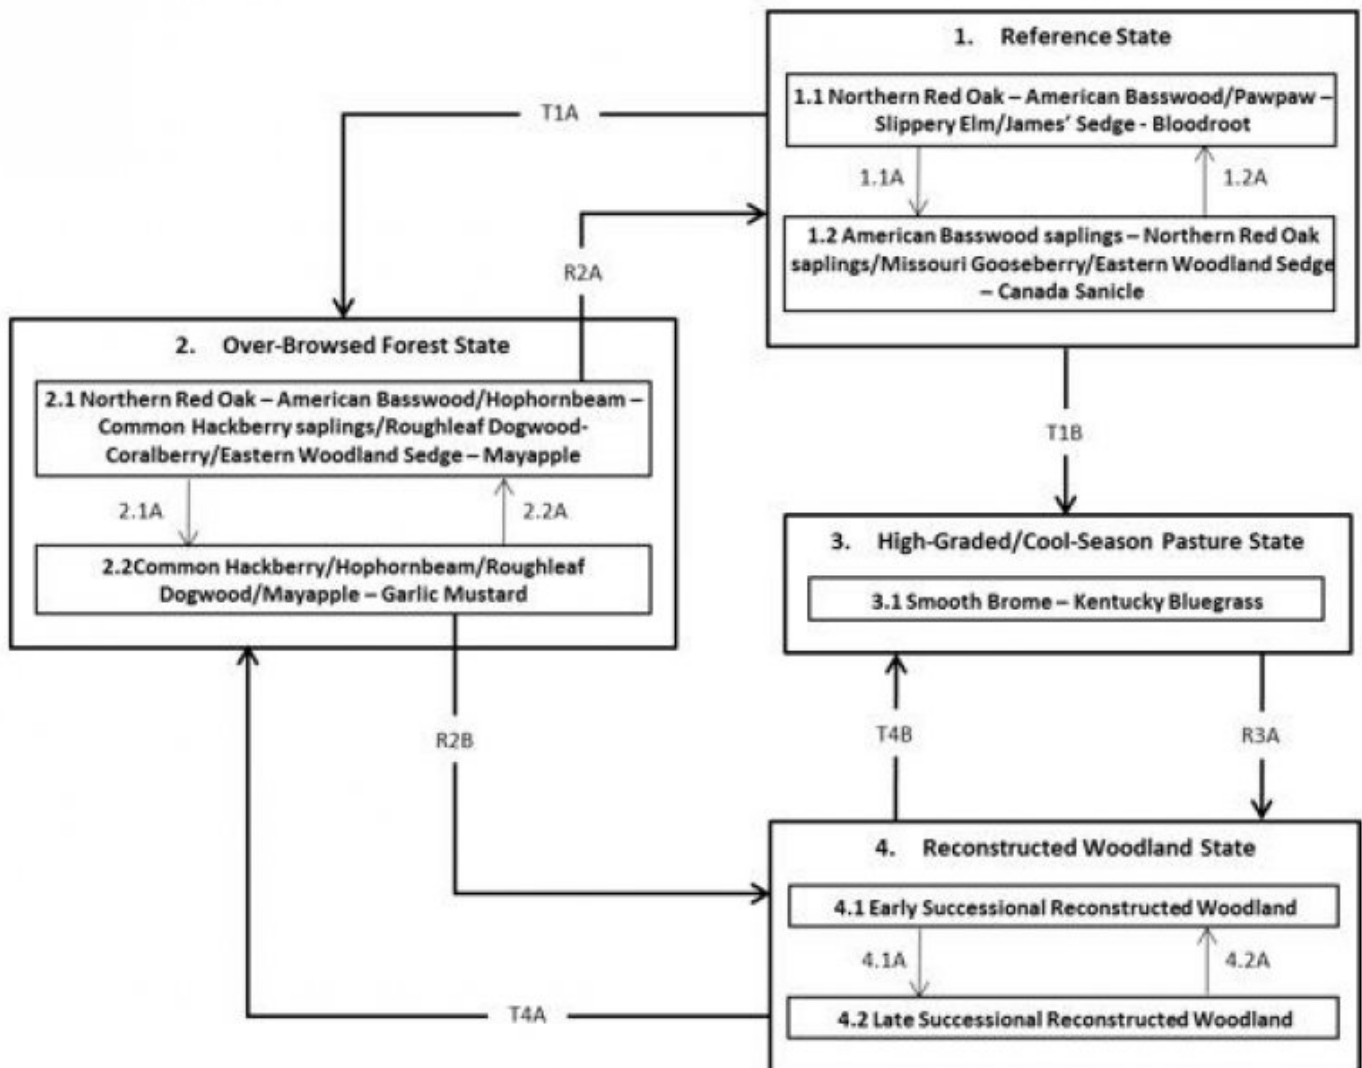 1. Reference State
1.1 Northern Red Oak – American Basswood/Pawpaw –
Slippery Elm/James' Sedge - Bloodroot
1.1A
1.2A
1.2 American Basswood saplings – Northern Red Oak
saplings/Missouri Gooseberry/Eastern Woodland Sedge
– Canada Sanicle
T1A
R2A
T1B
2. Over-Browsed Forest State
2.1 Northern Red Oak – American Basswood/Hophornbeam –
Common Hackberry saplings/Roughleaf Dogwood-
Coralberry/Eastern Woodland Sedge – Mayapple
2.1A
2.2A
2.2Common Hackberry/Hophornbeam/Roughleaf
Dogwood/Mayapple – Garlic Mustard
3. High-Graded/Cool-Season Pasture State
3.1 Smooth Brome – Kentucky Bluegrass
R2B
T4B
R3A
4. Reconstructed Woodland State
4.1 Early Successional Reconstructed Woodland
4.1A
4.2A
4.2 Late Successional Reconstructed Woodland
T4A